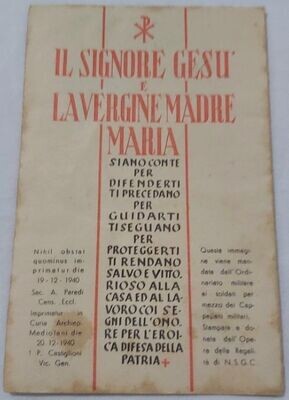 IL SIGNORE GESU'
E
LA VERGINE MADRE
MARIA
SIANO CON TE
PER
DIFENDERTI
TI PRECEDANO
PER
GUIDARTI
TI SEGUANO
PER
PROTEGGERTI
TI RENDANO
SALVO E VITO,
RIOSO ALLA
CASA ED AL LA,
VORO COI SE,
GNI DELL'ONO,
RE PER L'EROI,
CA DIFESA DELLA
PATRIA
Nihil obstat
quominus im-
primatur die
19-12-1940
Sac. A. Peredi
Cens. Eccl.
Imprimatur in
Curia Archiep.
Mediolani die
20-12-1940
P. Castiglioni
Vic. Gen.
Questa immagi-
ne viene man-
data dall'Ordi-
nariato militare
ai soldati per
mezzo dei Cap-
pellani militari.
Stampata e do-
nata dall'Ope-
ra della Regalità
di N.S.G.C.